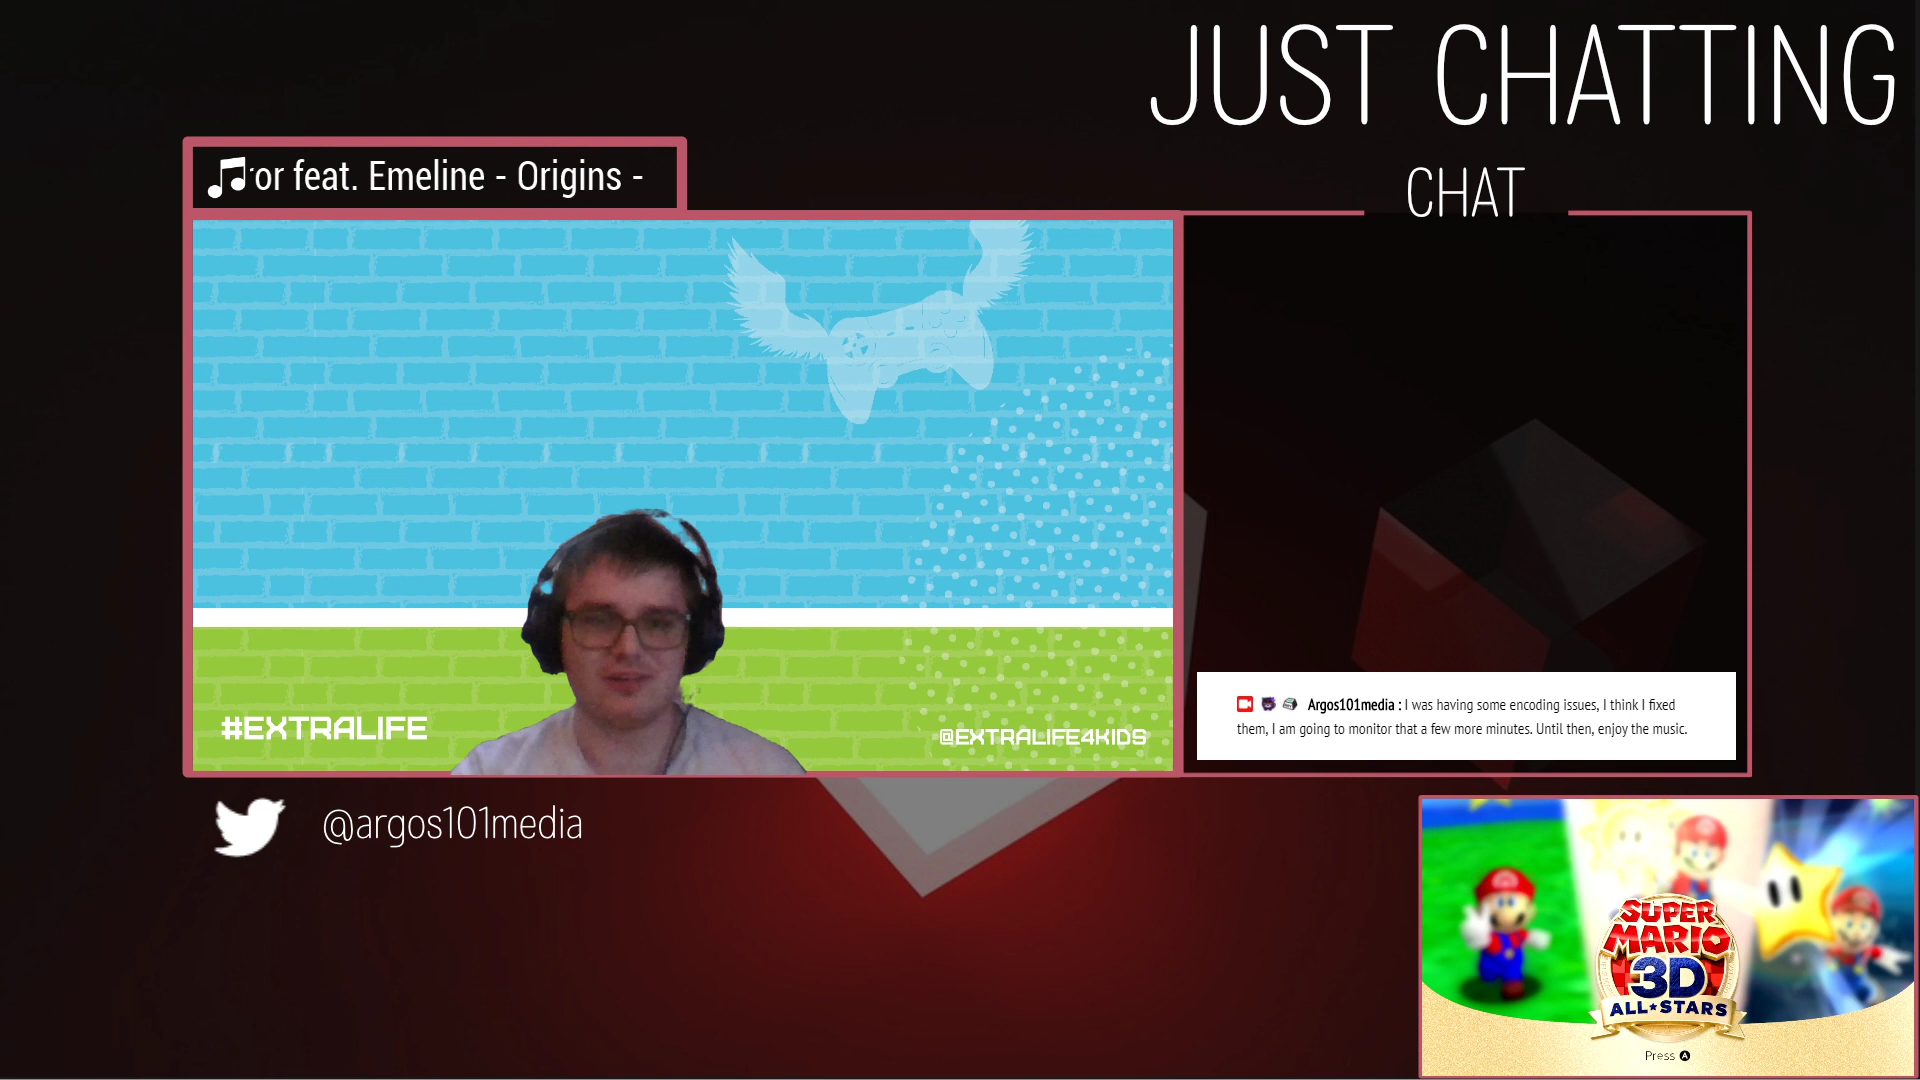 JUST CHATTING
or feat. Emeline - Origins -
CHAT
#EXTRALIFE
@EXTRALIFE4KIDS
Argos101media : I was having some encoding issues, I think I fixed
them, I am going to monitor that a few more minutes. Until then, enjoy the music.
@argos101media
SUPER
MARIO
3D
ALL★STARS
Press A